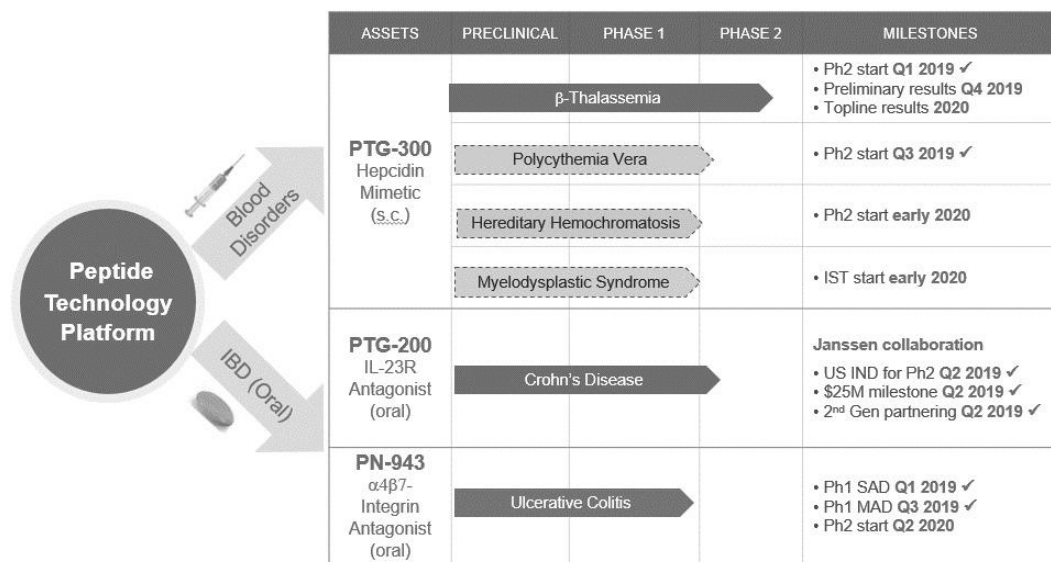 ASSETS
PRECLINICAL
PHASE 1
PHASE 2
MILESTONES
Peptide
Technology
Platform
Blood
Disorders
IBD (Oral)
PTG-300
Hepcidin
Mimetic
(s.c.)
β-Thalassemia
• Ph2 start Q1 2019 ✓
• Preliminary results Q4 2019
• Topline results 2020
Polycythemia Vera
• Ph2 start Q3 2019 ✓
Hereditary Hemochromatosis
• Ph2 start early 2020
Myelodysplastic Syndrome
• IST start early 2020
PTG-200
IL-23R
Antagonist
(oral)
Crohn's Disease
Janssen collaboration
• US IND for Ph2 Q2 2019 ✓
• $25M milestone Q2 2019 ✓
• 2nd Gen partnering Q2 2019 ✓
PN-943
α4β7-
Integrin
Antagonist
(oral)
Ulcerative Colitis
• Ph1 SAD Q1 2019 ✓
• Ph1 MAD Q3 2019 ✓
• Ph2 start Q2 2020